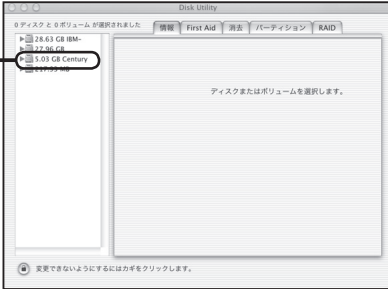 Disk Utility
0 ディスク と 0 ボリューム が選択されました
情報 First Aid 消去 パーティション RAID
28.63 GB IBM-
27.96 GB
5.03 GB Century
217.93 MB
ディスクまたはボリュームを選択します。
変更できないようにするにはカギをクリックします。